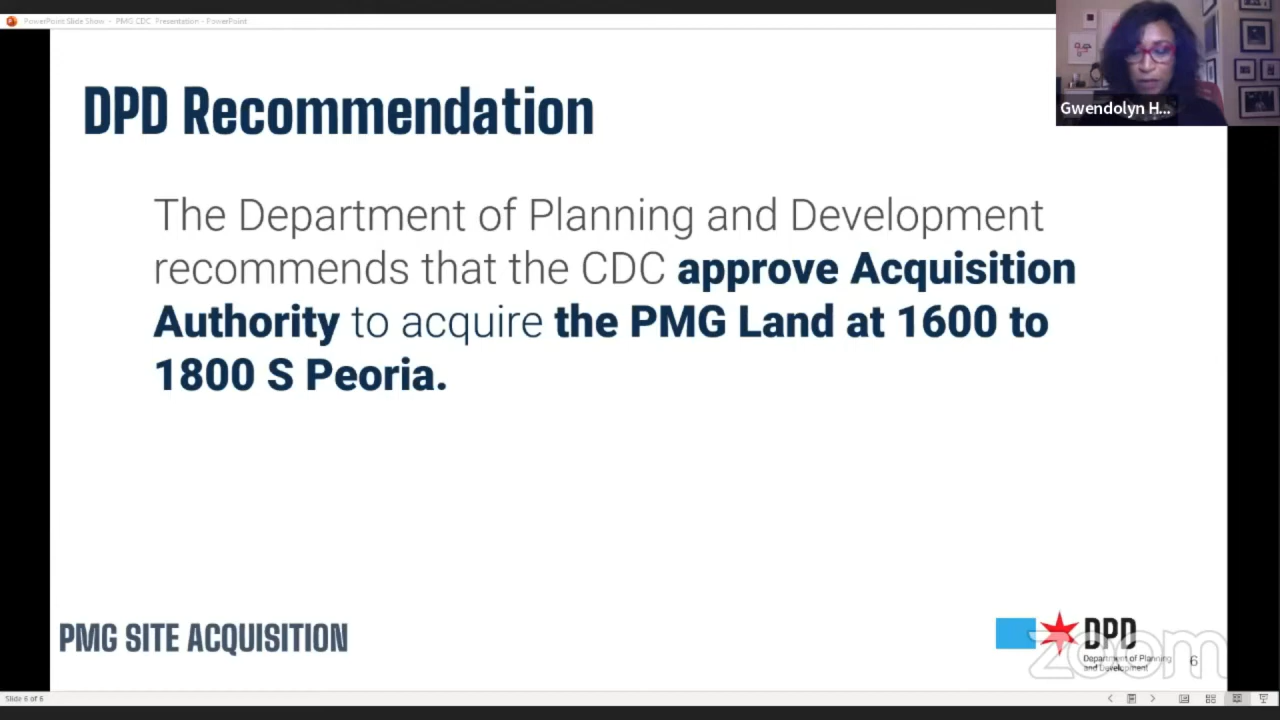 PowerPoint Slide Show - PMG CDC Presentation - PowerPoint
Gwendolyn H...
DPD Recommendation
The Department of Planning and Development
recommends that the CDC approve Acquisition
Authority to acquire the PMG Land at 1600 to
1800 S Peoria.
PMG SITE ACQUISITION
DPD
Department of Planning
and Development
zoom
6
Slide 6 of 6